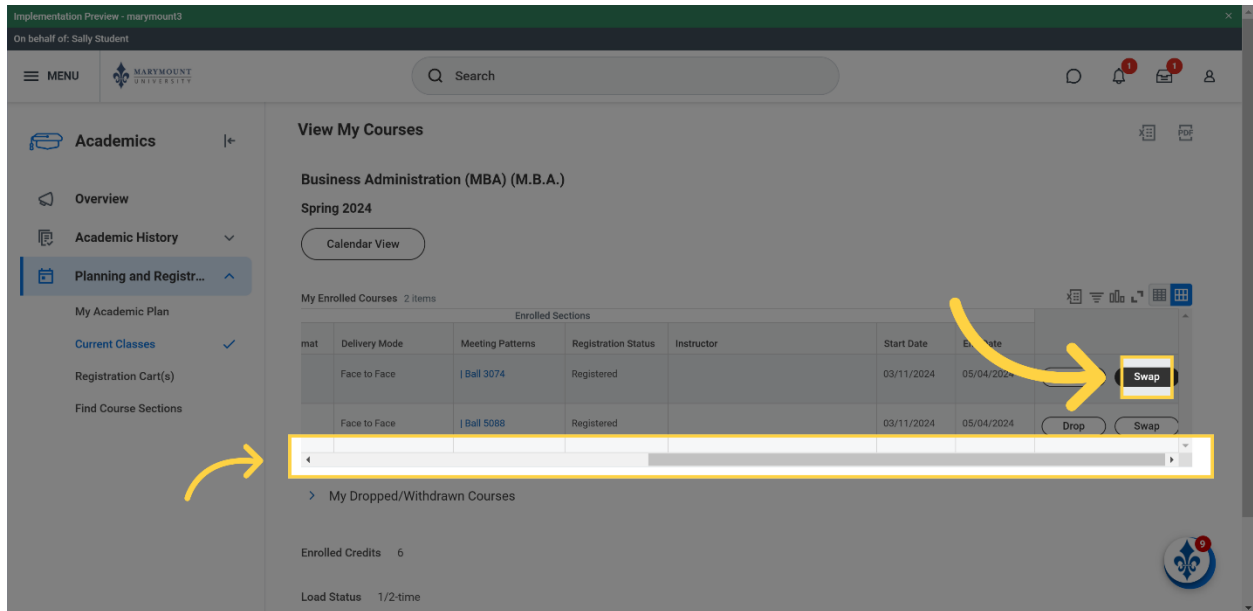 Implementation Preview - marymount3
On behalf of: Sally Student
MENU
MARYMOUNT
UNIVERSITY
Search
1
1
Academics
Overview
Academic History
Planning and Registr...
My Academic Plan
Current Classes
Registration Cart(s)
Find Course Sections
View My Courses
PDF
Business Administration (MBA) (M.B.A.)
Spring 2024
Calendar View
My Enrolled Courses 2 items
Enrolled Sections
mat Delivery Mode Meeting Patterns Registration Status Instructor Start Date Date
Face to Face | Ball 3074 Registered 03/11/2024 05/04/2024 Swap
Face to Face | Ball 5088 Registered 03/11/2024 05/04/2024 Drop Swap
My Dropped/Withdrawn Courses
Enrolled Credits 6
Load Status 1/2-time
9